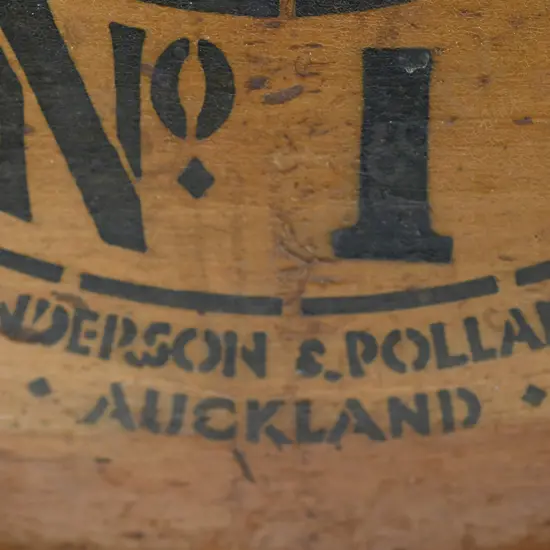 No. 1
NDERSON & POLLA
· AUCKLAND ·